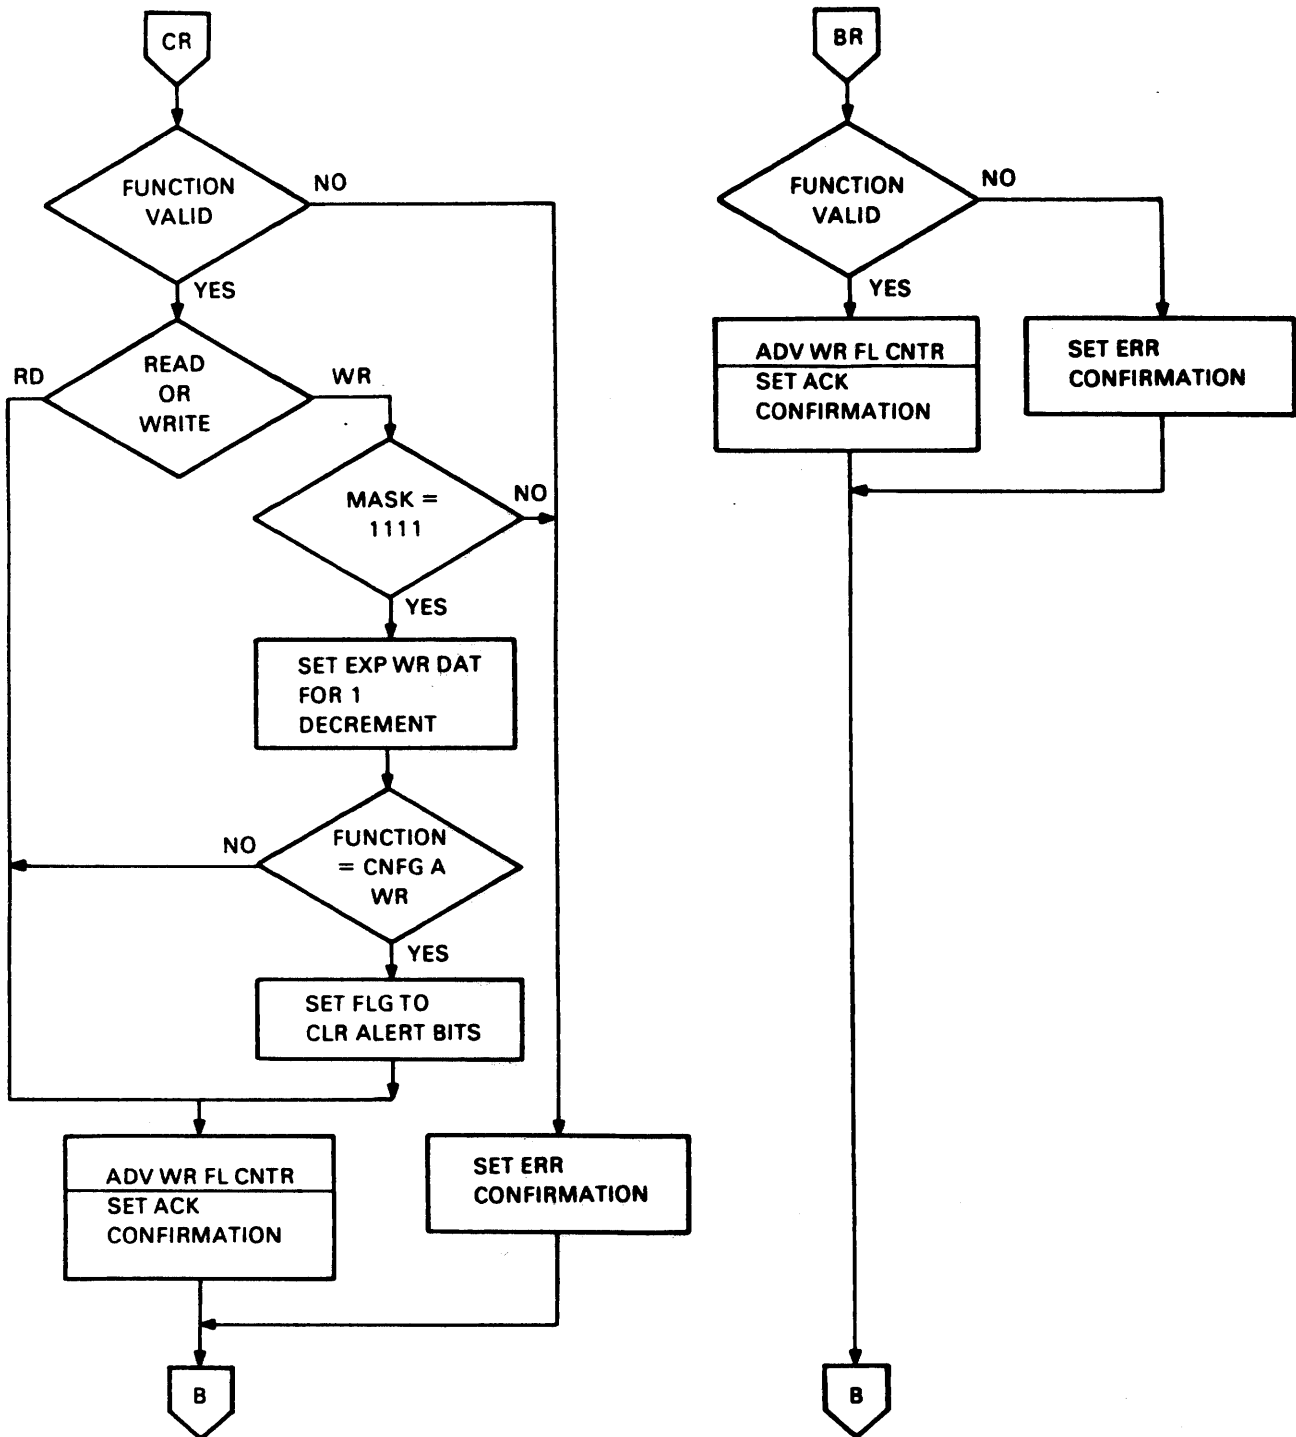 CR
FUNCTION
VALID
NO
YES
READ
OR
WRITE
RD
WR
MASK =
1111
NO
YES
SET EXP WR DAT
FOR 1
DECREMENT
FUNCTION
= CNFG A
WR
NO
YES
SET FLG TO
CLR ALERT BITS
ADV WR FL CNTR
SET ACK
CONFIRMATION
SET ERR
CONFIRMATION
B
BR
FUNCTION
VALID
NO
YES
ADV WR FL CNTR
SET ACK
CONFIRMATION
SET ERR
CONFIRMATION
B